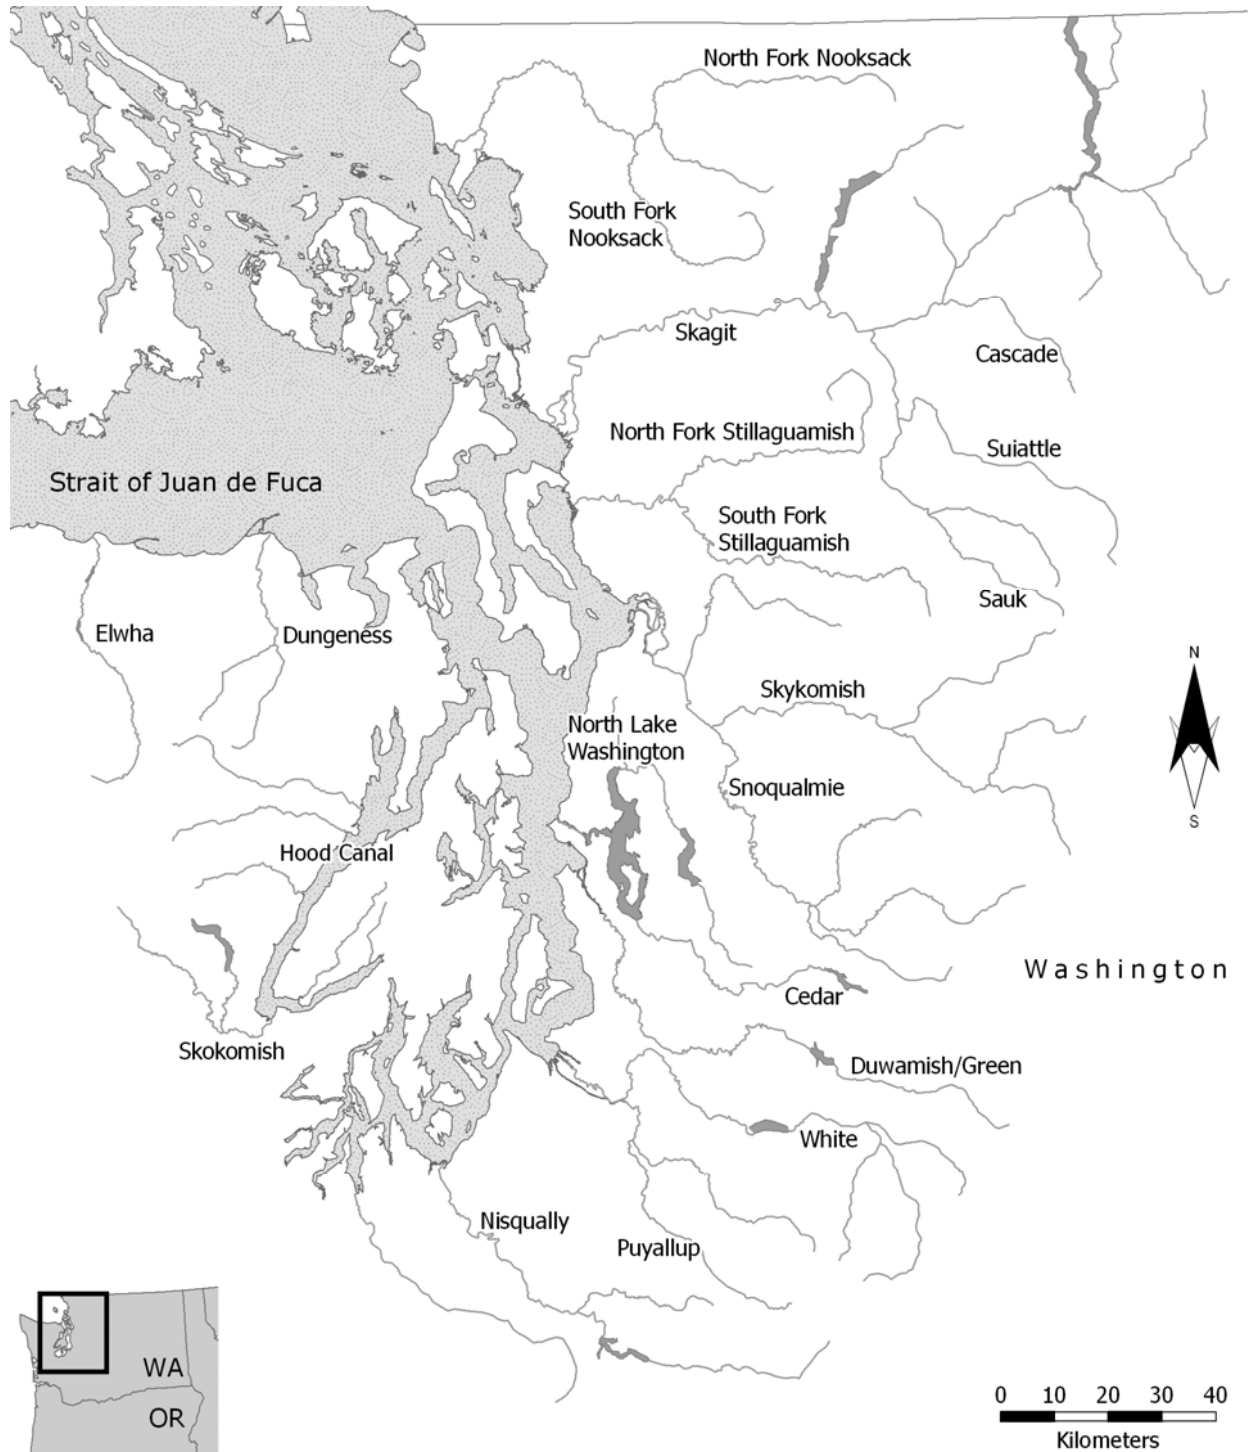 North Fork Nooksack
South Fork
Nooksack
Skagit
Cascade
North Fork Stillaguamish
Suiattle
Strait of Juan de Fuca
South Fork
Stillaguamish
Sauk
Elwha
Dungeness
N
Skykomish
North Lake
Washington
Snoqualmie
S
Hood Canal
Washington
Cedar
Skokomish
Duwamish/Green
White
Nisqually
Puyallup
WA
OR
0 10 20 30 40
Kilometers